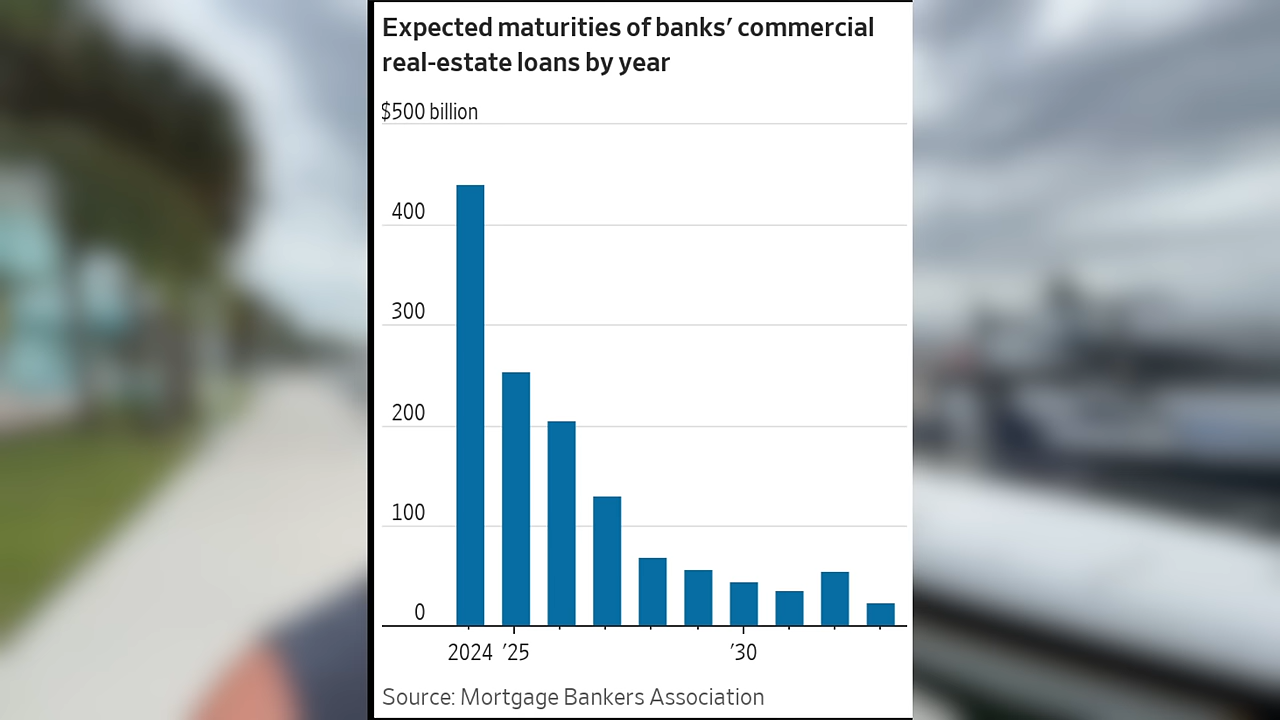 Expected maturities of banks’ commercial
real-estate loans by year
$500 billion
400
300
200
100
0
2024 ’25 ’30
Source: Mortgage Bankers Association